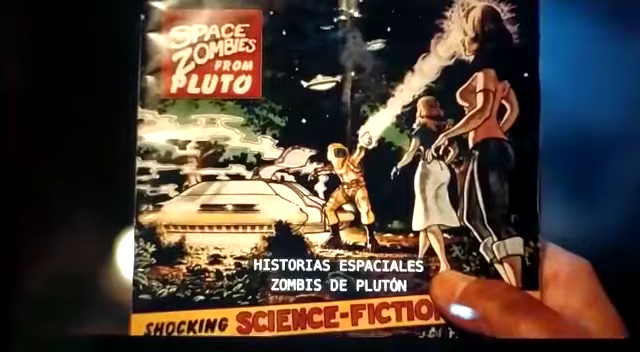 SPACE
ZOMBIES
FROM
PLUTO
HISTORIAS ESPACIALES
ZOMBIS DE PLUTÓN
SHOCKING SCIENCE-FICTION